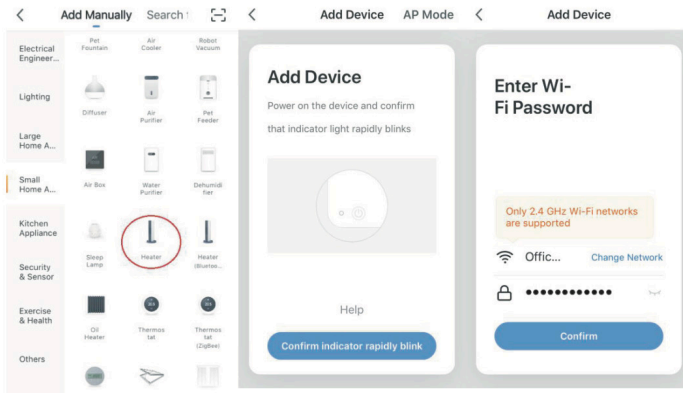 Add Manually
Search
Electrical
Engineer...
Lighting
Large
Home A...
Small
Home A...
Kitchen
Appliance
Security
& Sensor
Exercise
& Health
Others
Pet
Fountain
Air
Cooler
Robot
Vacuum
Diffuser
Air
Purifier
Pet
Feeder
Air Box
Water
Purifier
Dehumidi
fier
Sleep
Lamp
Heater
Heater
(Bluetoo...
Oil
Heater
Thermos
tat
Thermos
tat
(ZigBee)
Add Device
AP Mode
Add Device
Power on the device and confirm
that indicator light rapidly blinks
Help
Confirm indicator rapidly blink
Add Device
Enter Wi-
Fi Password
Only 2.4 GHz Wi-Fi networks
are supported
Offic...
Change Network
Confirm